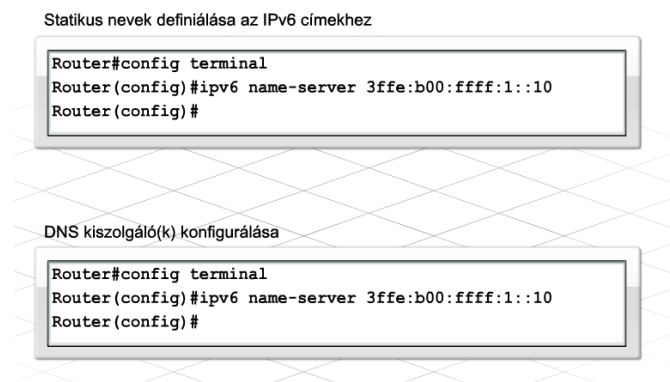 Statikus nevek definiálása az IPv6 címekhez
Router#config terminal
Router(config)#ipv6 name-server 3ffe:b00:ffff:1::10
Router(config)#
DNS kiszolgáló(k) konfigurálása
Router#config terminal
Router(config)#ipv6 name-server 3ffe:b00:ffff:1::10
Router(config)#